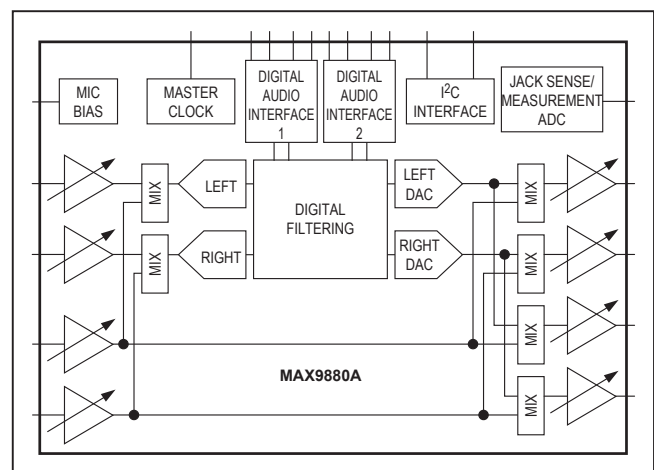 MIC
BIAS
MASTER
CLOCK
DIGITAL
AUDIO
INTERFACE
1
DIGITAL
AUDIO
INTERFACE
2
I²C
INTERFACE
JACK SENSE/
MEASUREMENT
ADC
MIX
LEFT
DIGITAL
FILTERING
LEFT
DAC
MIX
MIX
RIGHT
RIGHT
DAC
MIX
MIX
MAX9880A
MIX